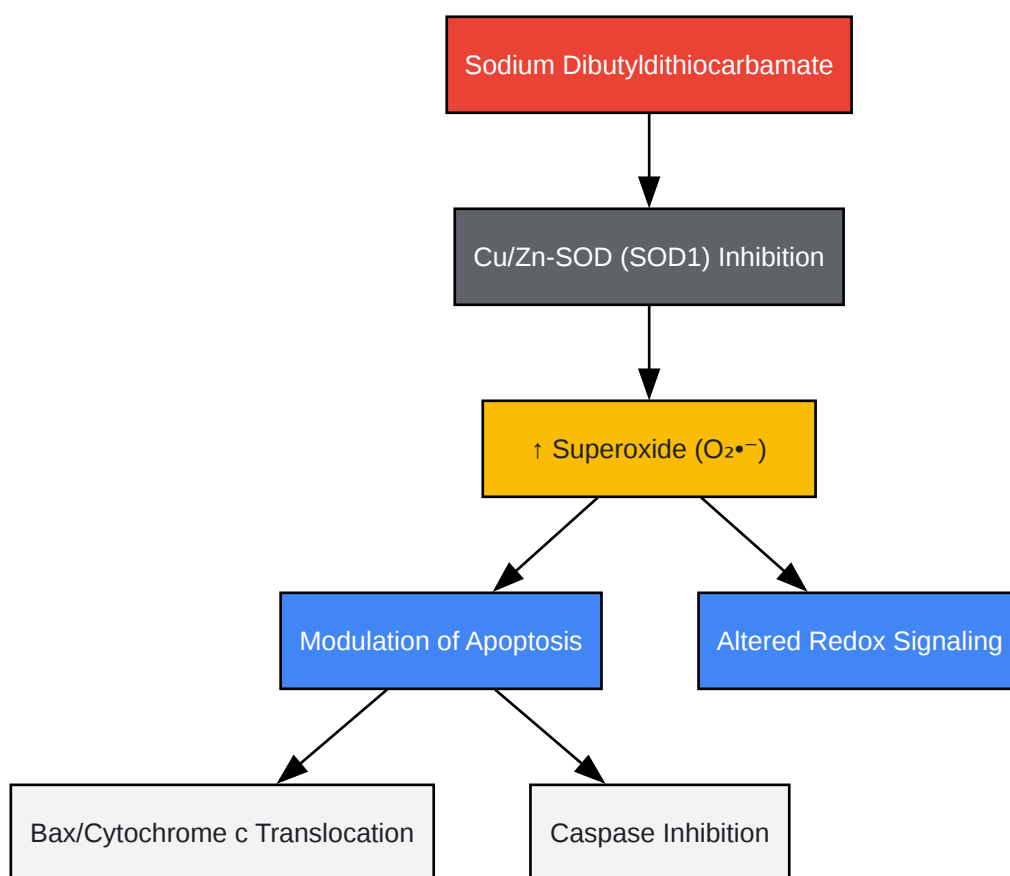 Sodium Dibutyldithiocarbamate
Cu/Zn-SOD (SOD1) Inhibition
↑ Superoxide (O₂•⁻)
Modulation of Apoptosis
Altered Redox Signaling
Bax/Cytochrome c Translocation
Caspase Inhibition